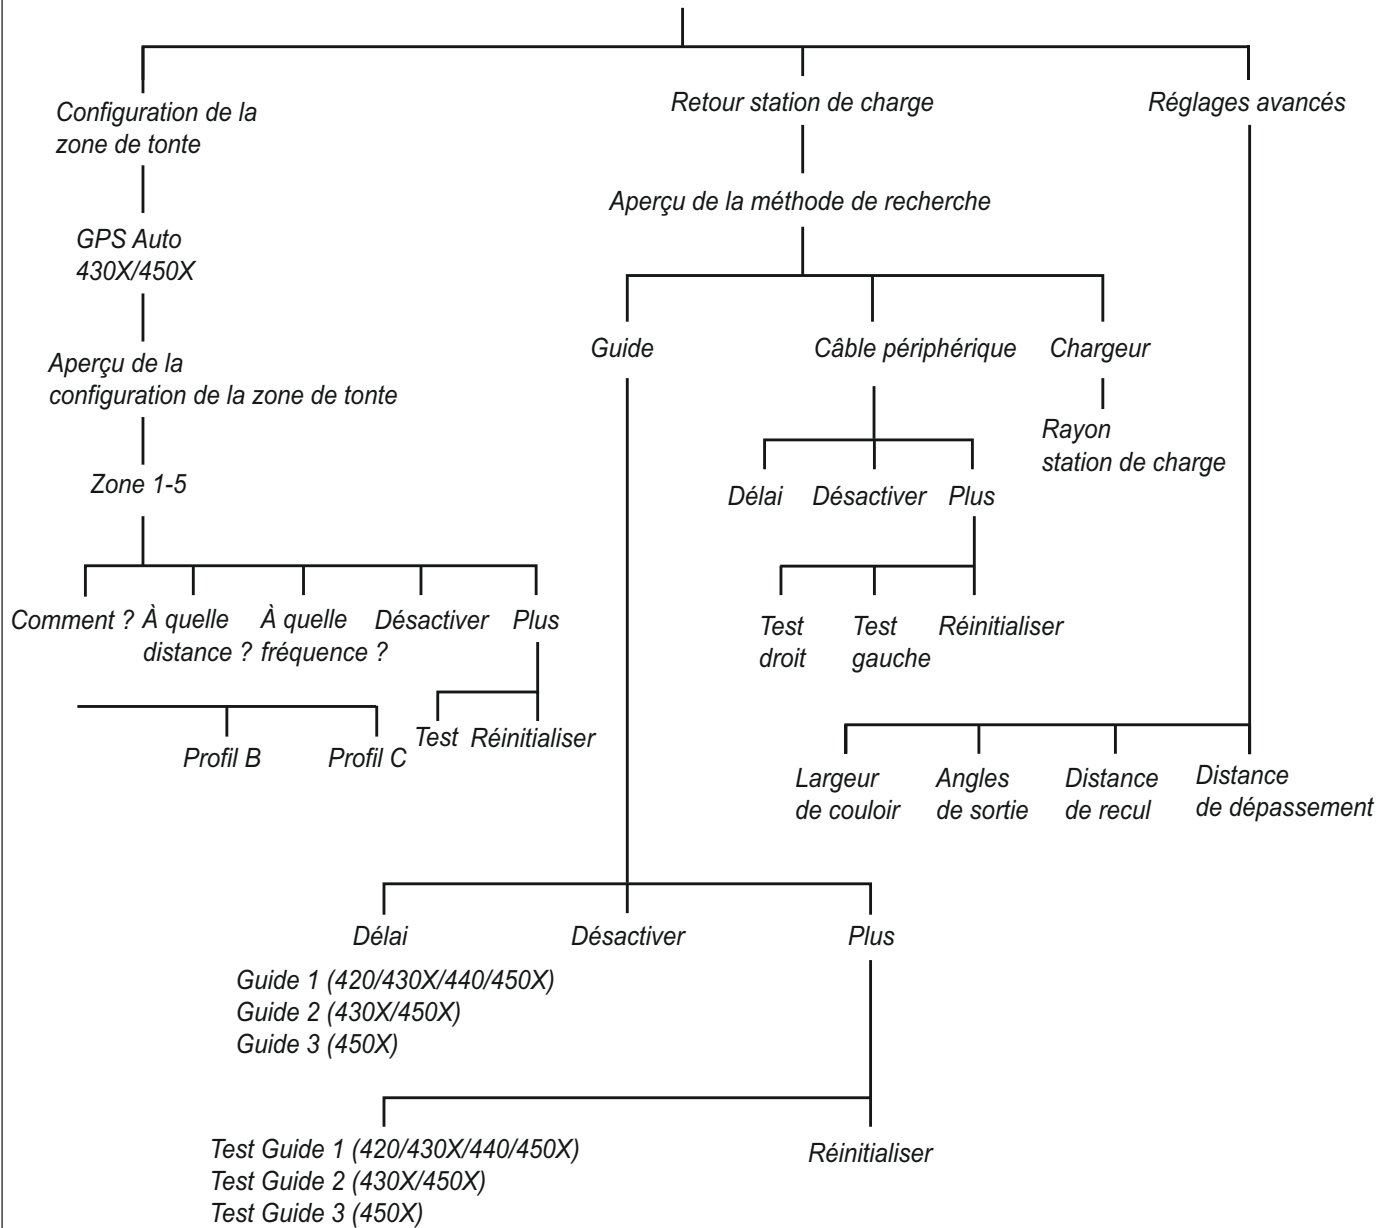 Configuration de la
zone de tonte
Retour station de charge
Réglages avancés
Aperçu de la méthode de recherche
GPS Auto
430X/450X
Guide
Câble périphérique
Chargeur
Aperçu de la
configuration de la zone de tonte
Rayon
station de charge
Zone 1-5
Délai
Désactiver
Plus
Comment ?
À quelle
distance ?
À quelle
fréquence ?
Désactiver
Plus
Test
droit
Test
gauche
Réinitialiser
Profil B
Profil C
Test
Réinitialiser
Largeur
de couloir
Angles
de sortie
Distance
de recul
Distance
de dépassement
Délai
Désactiver
Plus
Guide 1 (420/430X/440/450X)
Guide 2 (430X/450X)
Guide 3 (450X)
Test Guide 1 (420/430X/440/450X)
Test Guide 2 (430X/450X)
Test Guide 3 (450X)
Réinitialiser